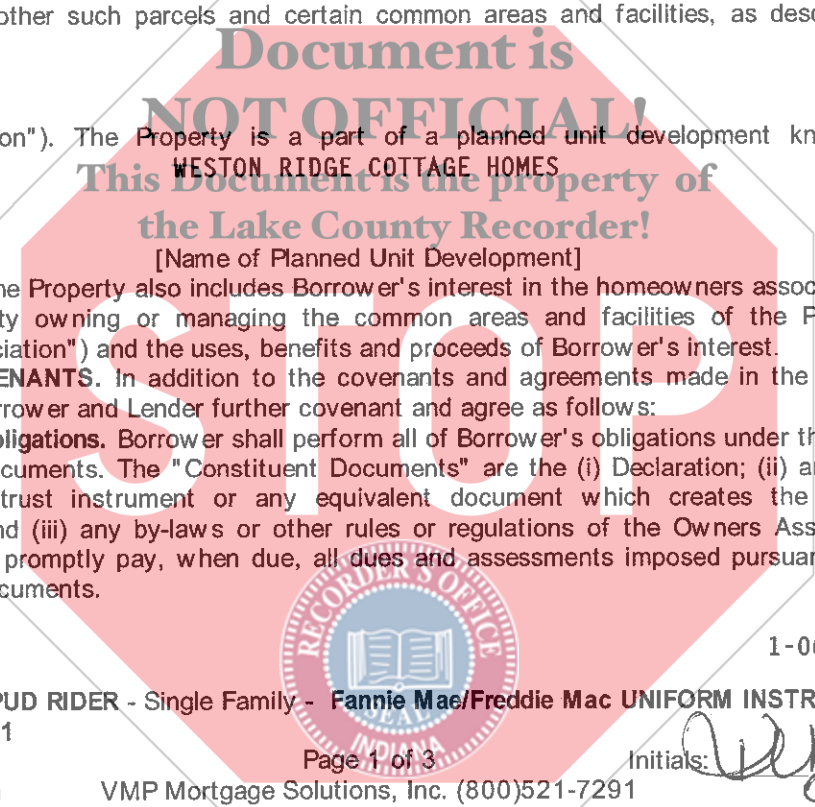 other such parcels and certain common areas and facilities, as desc
Document is
NOT OFFICIAL!
on"). The Property is a part of a planned unit development kn
WESTON RIDGE COTTAGE HOMES
This Document is the property of
the Lake County Recorder!
[Name of Planned Unit Development]
ne Property also includes Borrower's interest in the homeowners assoc
ty owning or managing the common areas and facilities of the P
ciation") and the uses, benefits and proceeds of Borrower's interest.
ENANTS. In addition to the covenants and agreements made in the
rrower and Lender further covenant and agree as follows:
bligations. Borrower shall perform all of Borrower's obligations under th
cuments. The "Constituent Documents" are the (i) Declaration; (ii) ar
trust instrument or any equivalent document which creates the
nd (iii) any by-laws or other rules or regulations of the Owners Ass
promptly pay, when due, all dues and assessments imposed pursuan
cuments.
STOP
RECORDER'S OFFICE
SEAL
INDIANA
1-06
PUD RIDER - Single Family - Fannie Mae/Freddie Mac UNIFORM INSTR
1
Page 1 of 3
Initials:
VMP Mortgage Solutions, Inc. (800)521-7291